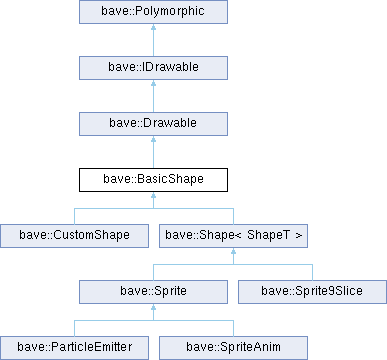 bave::Polymorphic
bave::IDrawable
bave::Drawable
bave::BasicShape
bave::CustomShape
bave::Shape< ShapeT >
bave::Sprite
bave::Sprite9Slice
bave::ParticleEmitter
bave::SpriteAnim